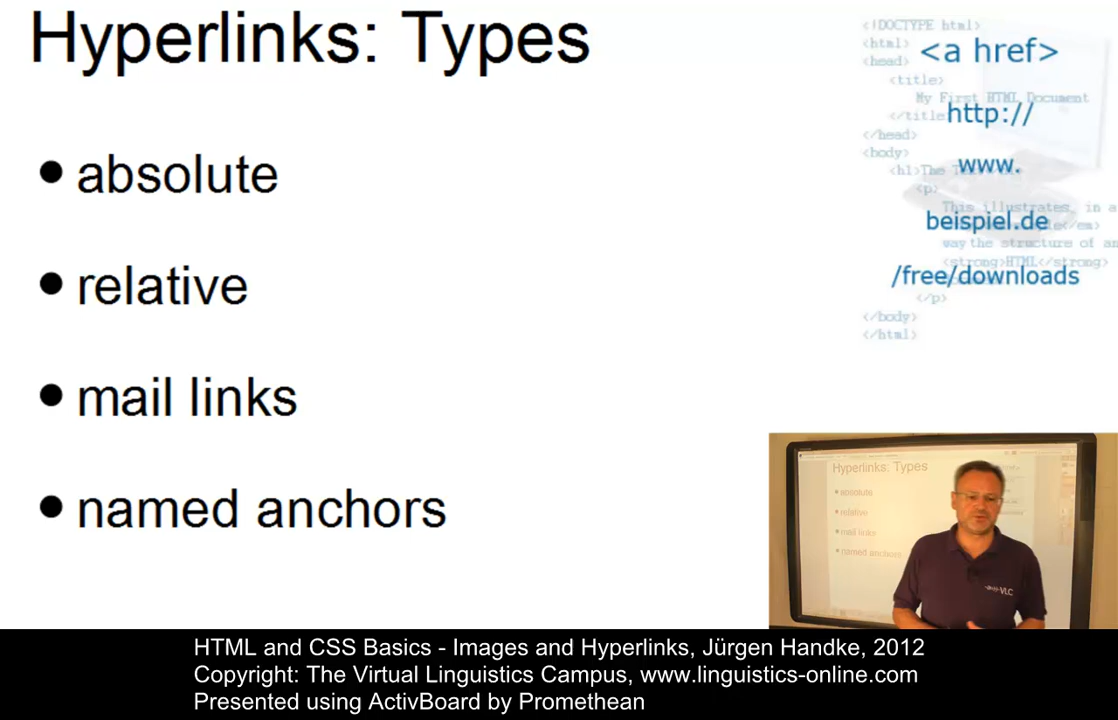 Hyperlinks: Types
• absolute
• relative
• mail links
• named anchors
<!DOCTYPE html>
<html>
<a href>
<head>
<title>
My First HTML Document
</title
http://
</head>
<body>
www.
<h1>The
<p>
This illustrates, in a
beispiel.de
</em>
way the structure of an
<strong>HTML</strong>
/free/downloads
</p>
</body>
</html>
Hyperlinks: Types
• absolute
• relative
• mail links
• named anchors
VLC
HTML and CSS Basics - Images and Hyperlinks, Jürgen Handke, 2012
Copyright: The Virtual Linguistics Campus, www.linguistics-online.com
Presented using ActivBoard by Promethean